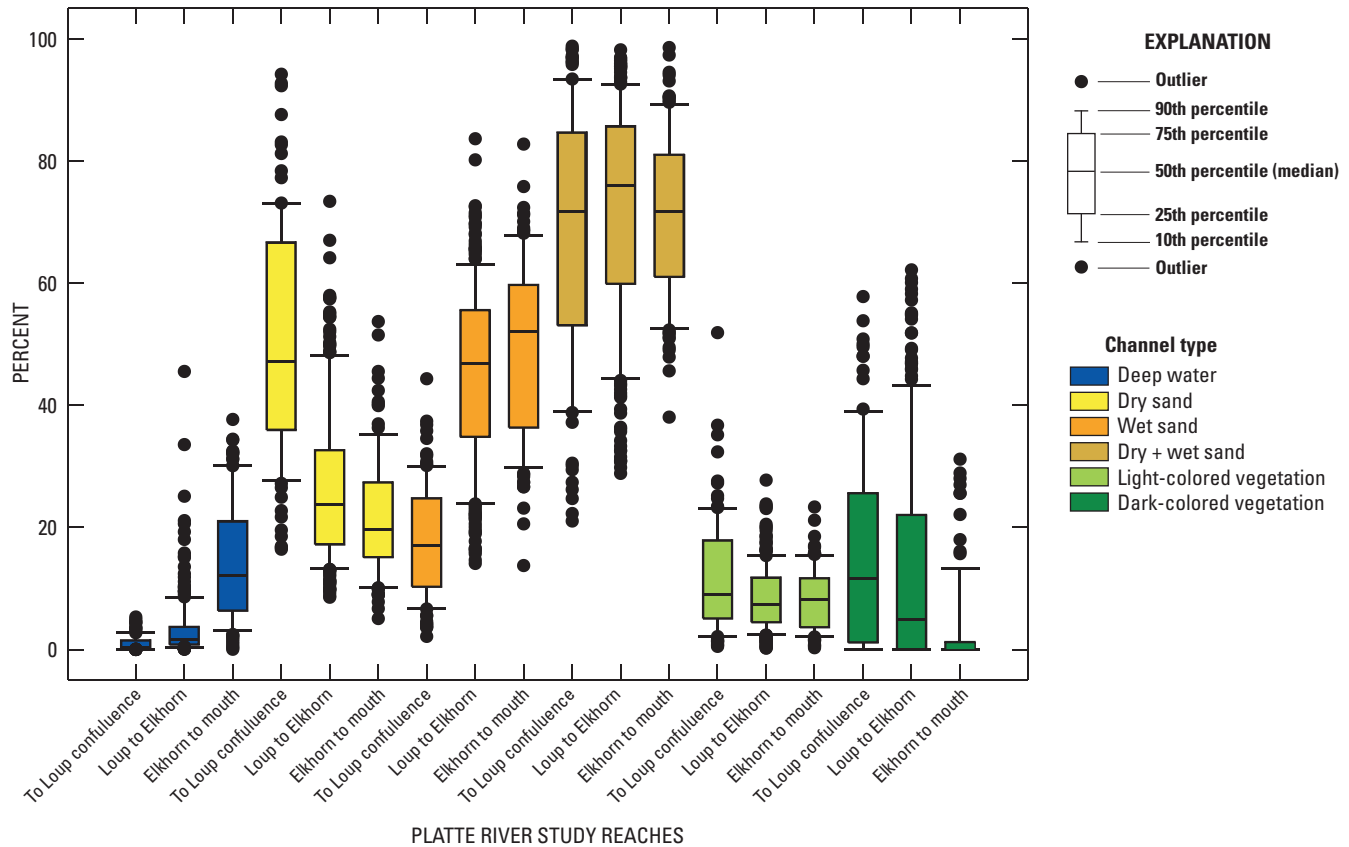 100
80
60
40
20
0
PERCENT
To Loup confuluence
Loup to Elkhorn
Elkhorn to mouth
To Loup confluence
Loup to Elkhorn
Elkhorn to mouth
To Loup confluence
Loup to Elkhorn
Elkhorn to mouth
To Loup confluence
Loup to Elkhorn
Elkhorn to mouth
To Loup confluence
Loup to Elkhorn
Elkhorn to mouth
To Loup confluence
Loup to Elkhorn
Elkhorn to mouth
PLATTE RIVER STUDY REACHES
EXPLANATION
Outlier
90th percentile
75th percentile
50th percentile (median)
25th percentile
10th percentile
Outlier
Channel type
Deep water
Dry sand
Wet sand
Dry + wet sand
Light-colored vegetation
Dark-colored vegetation